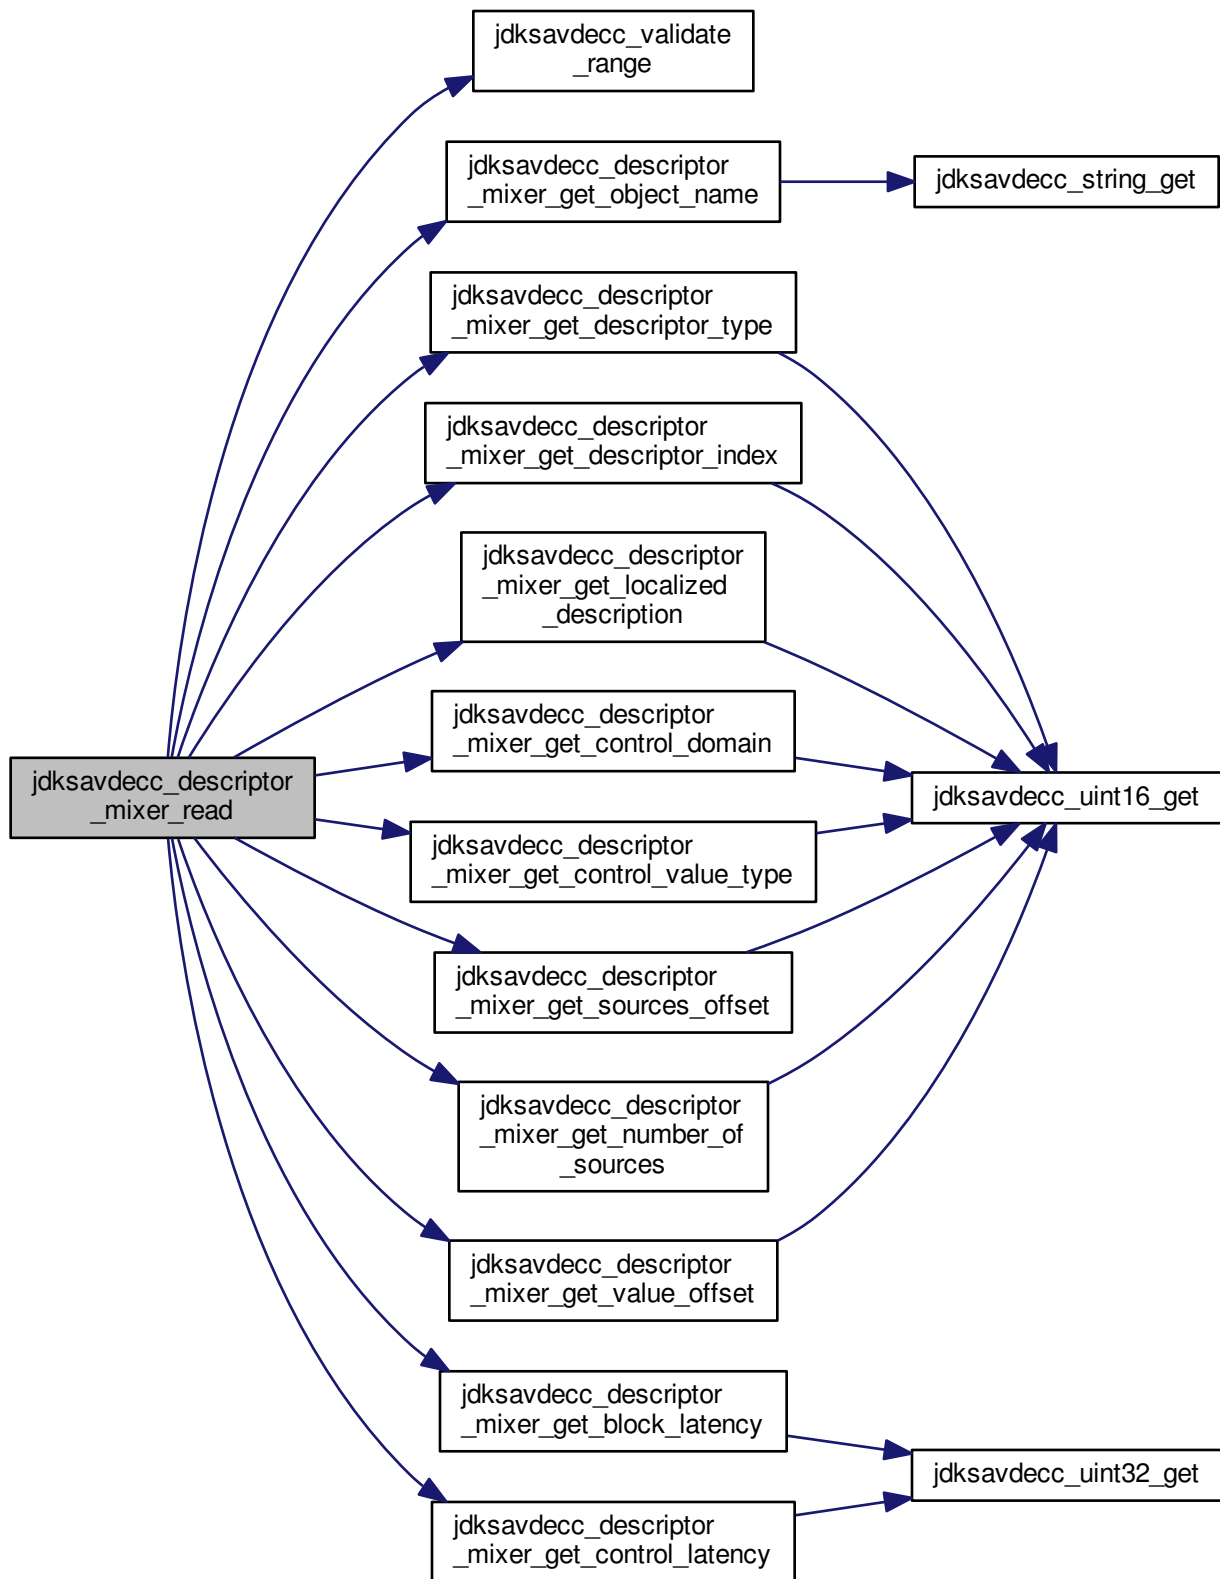 jdksavdecc_validate
_range
jdksavdecc_descriptor
_mixer_get_object_name
jdksavdecc_string_get
jdksavdecc_descriptor
_mixer_get_descriptor_type
jdksavdecc_descriptor
_mixer_get_descriptor_index
jdksavdecc_descriptor
_mixer_get_localized
_description
jdksavdecc_descriptor
_mixer_get_control_domain
jdksavdecc_descriptor
_mixer_read
jdksavdecc_uint16_get
jdksavdecc_descriptor
_mixer_get_control_value_type
jdksavdecc_descriptor
_mixer_get_sources_offset
jdksavdecc_descriptor
_mixer_get_number_of
_sources
jdksavdecc_descriptor
_mixer_get_value_offset
jdksavdecc_descriptor
_mixer_get_block_latency
jdksavdecc_uint32_get
jdksavdecc_descriptor
_mixer_get_control_latency